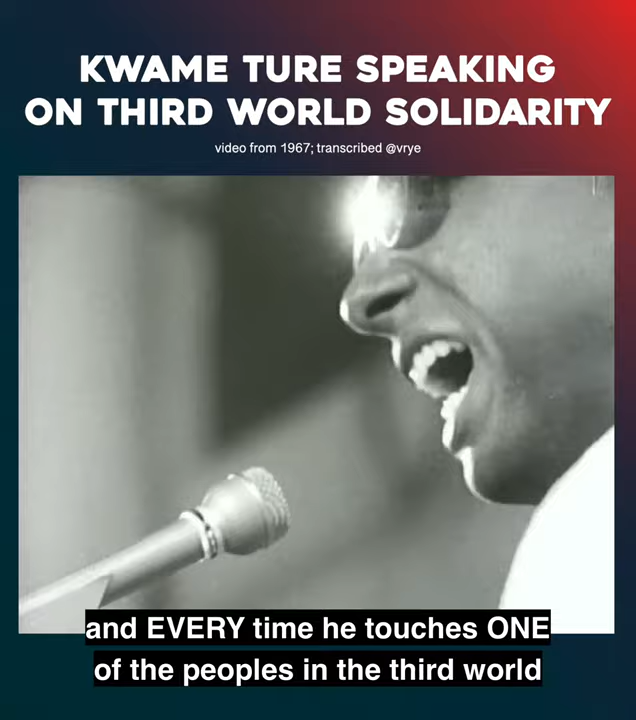 KWAME TURE SPEAKING
ON THIRD WORLD SOLIDARITY
video from 1967; transcribed @vrye
and EVERY time he touches ONE
of the peoples in the third world